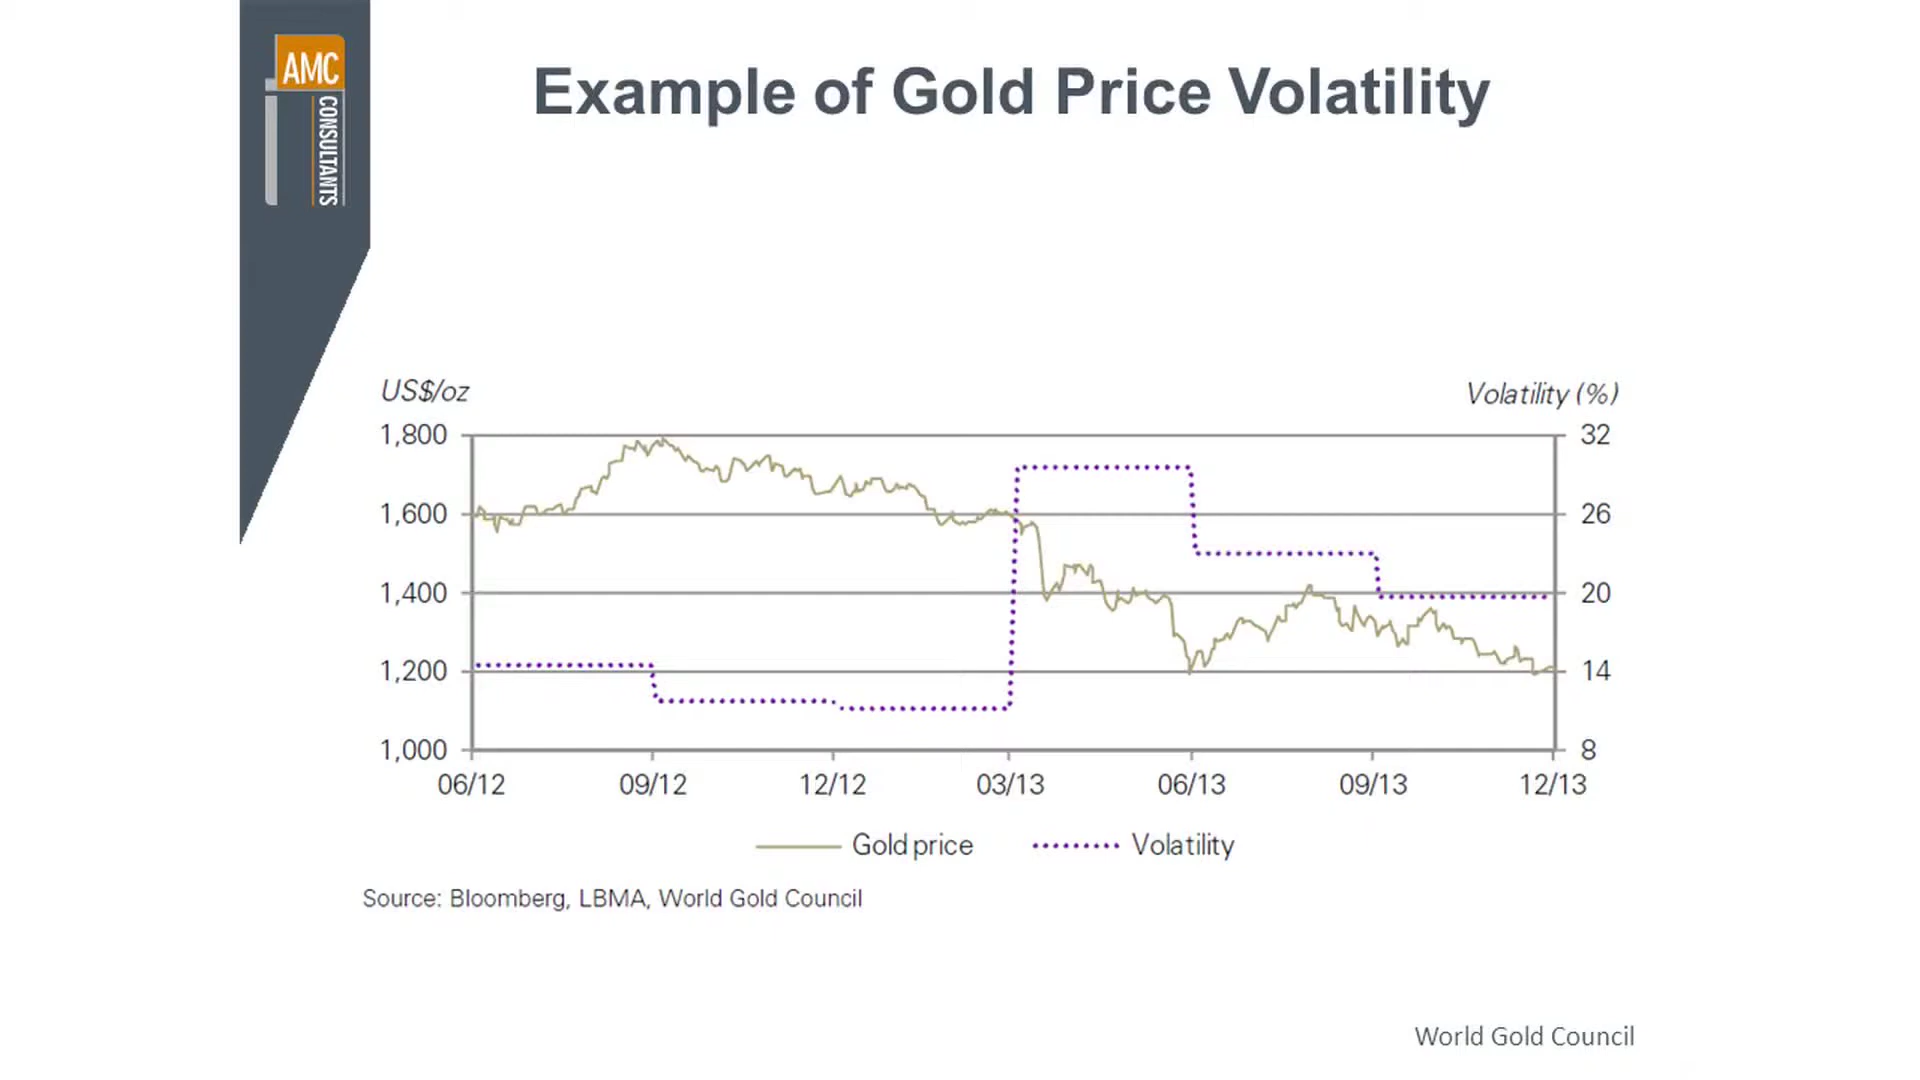 AMC
CONSULTANTS
Example of Gold Price Volatility
US$/oz
Volatility (%)
1,800
1,600
1,400
1,200
1,000
32
26
20
14
8
06/12 09/12 12/12 03/13 06/13 09/13 12/13
Gold price Volatility
Source: Bloomberg, LBMA, World Gold Council
World Gold Council